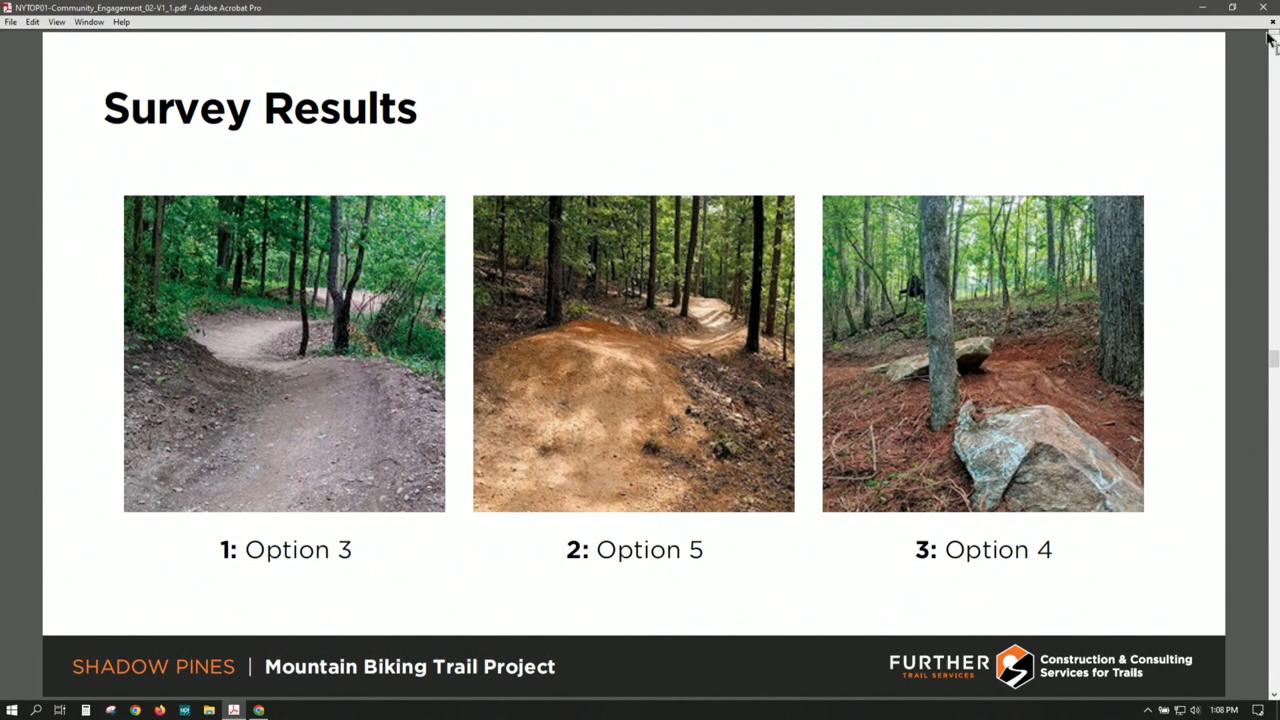 NYTOP01-Community_Engagement_02-V1_1.pdf - Adobe Acrobat Pro
File Edit View Window Help
Survey Results
1: Option 3
2: Option 5
3: Option 4
SHADOW PINES | Mountain Biking Trail Project
FURTHER
TRAIL SERVICES
Construction & Consulting
Services for Trails
1:08 PM